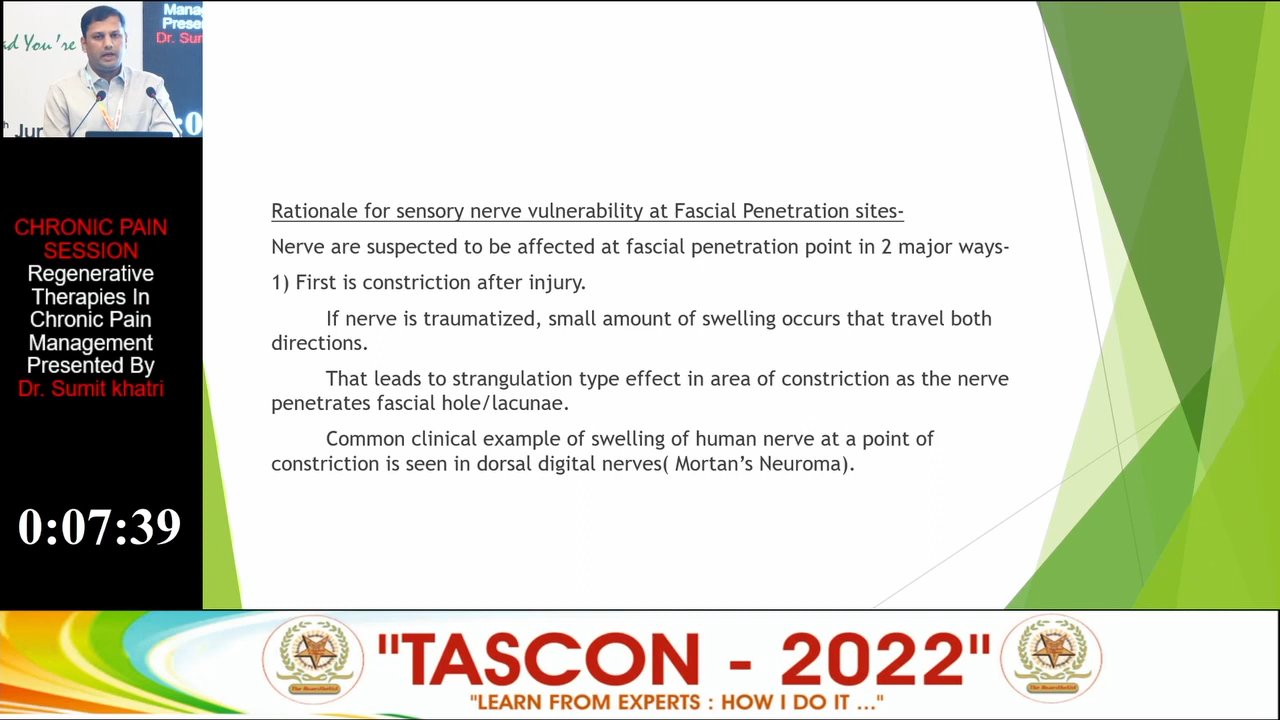 ad You're
Mana
Prese
Dr. Sur
Jur
:0
CHRONIC PAIN
SESSION
Regenerative
Therapies In
Chronic Pain
Management
Presented By
Dr. Sumit khatri
0:07:39
Rationale for sensory nerve vulnerability at Fascial Penetration sites-
Nerve are suspected to be affected at fascial penetration point in 2 major ways-
1) First is constriction after injury.
If nerve is traumatized, small amount of swelling occurs that travel both
directions.
That leads to strangulation type effect in area of constriction as the nerve
penetrates fascial hole/lacunae.
Common clinical example of swelling of human nerve at a point of
constriction is seen in dorsal digital nerves( Mortan’s Neuroma).
"TASCON - 2022"
"LEARN FROM EXPERTS : HOW I DO IT ..."